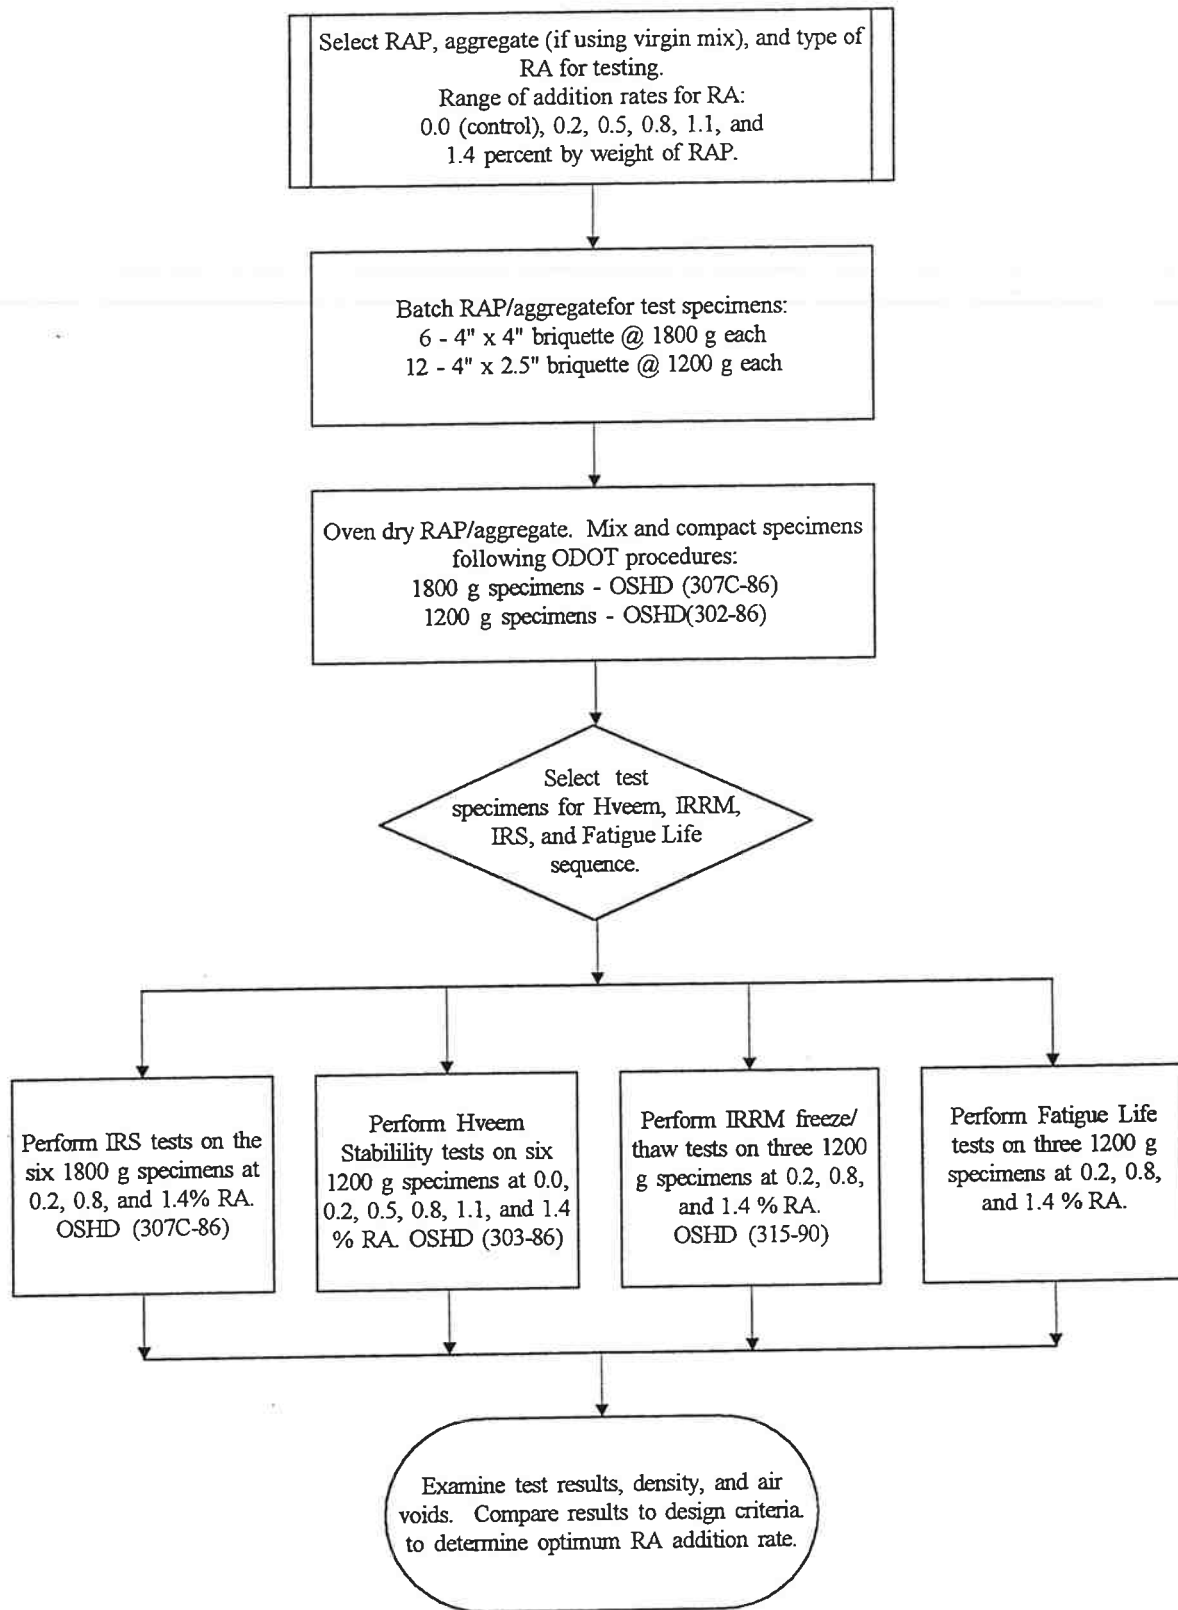 Select RAP, aggregate (if using virgin mix), and type of
RA for testing.
Range of addition rates for RA:
0.0 (control), 0.2, 0.5, 0.8, 1.1, and
1.4 percent by weight of RAP.
Batch RAP/aggregatefor test specimens:
6 - 4" x 4" briquette @ 1800 g each
12 - 4" x 2.5" briquette @ 1200 g each
Oven dry RAP/aggregate. Mix and compact specimens
following ODOT procedures:
1800 g specimens - OSHD (307C-86)
1200 g specimens - OSHD(302-86)
Select test
specimens for Hveem, IRRM,
IRS, and Fatigue Life
sequence.
Perform IRS tests on the
six 1800 g specimens at
0.2, 0.8, and 1.4% RA.
OSHD (307C-86)
Perform Hveem
Stabilility tests on six
1200 g specimens at 0.0,
0.2, 0.5, 0.8, 1.1, and 1.4
% RA. OSHD (303-86)
Perform IRRM freeze/
thaw tests on three 1200
g specimens at 0.2, 0.8,
and 1.4 % RA.
OSHD (315-90)
Perform Fatigue Life
tests on three 1200 g
specimens at 0.2, 0.8,
and 1.4 % RA.
Examine test results, density, and air
voids. Compare results to design criteria
to determine optimum RA addition rate.